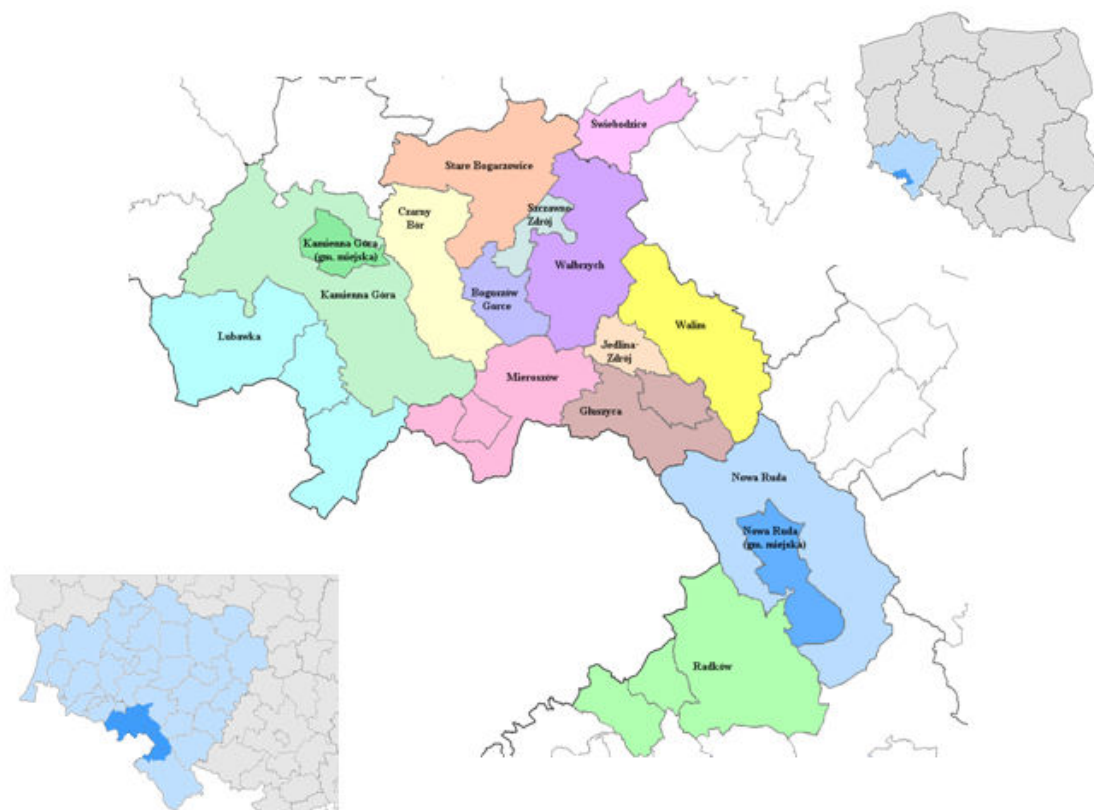 Świebodzice
Stare Bogaczowice
Szczawno-
Zdrój
Czarny
Bór
Kamienna Góra
(gm. miejska)
Wałbrzych
Kamienna Góra
Boguszów
Gorce
Lubawka
Walim
Jedlina-
Zdrój
Mieroszów
Głuszyca
Nowa Ruda
Nowa Ruda
(gm. miejska)
Radków